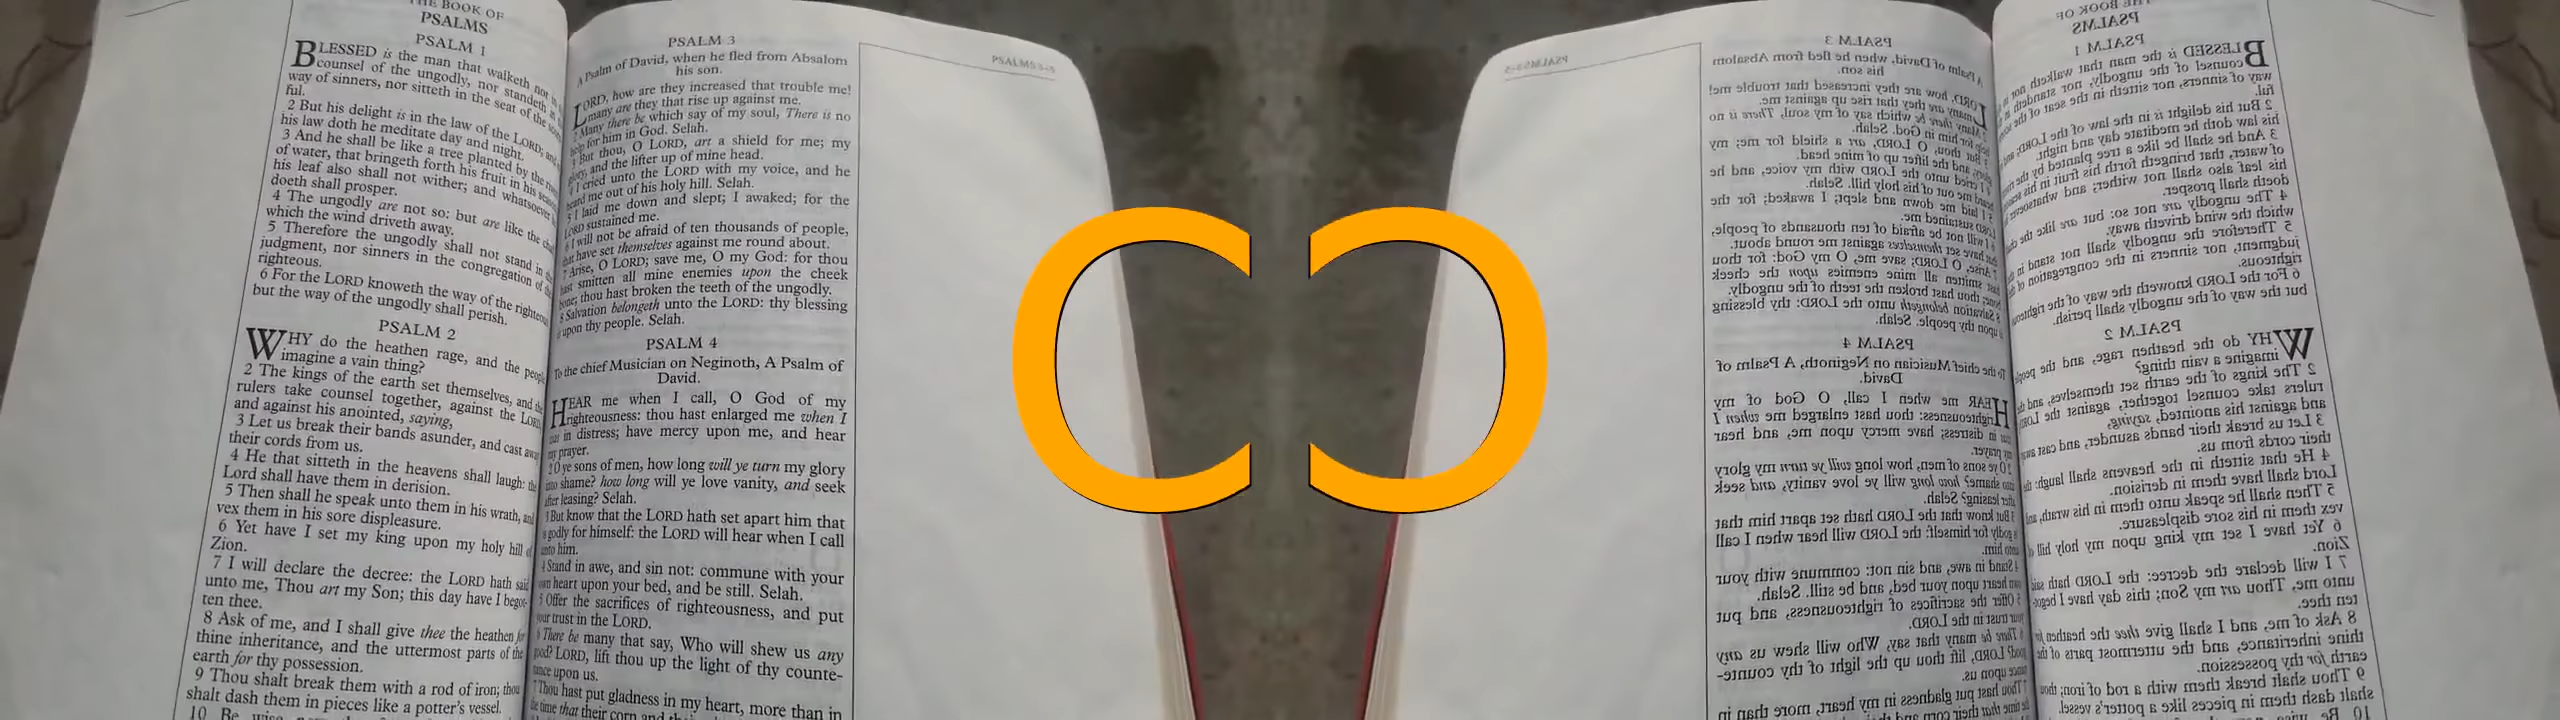 THE BOOK OF
PSALMS
PSALM 1
BLESSED is the man that walketh not in
counsel of the ungodly, nor standeth in
way of sinners, nor sitteth in the seat of the
ful.
2 But his delight is in the law of the LORD; and
his law doth he meditate day and night.
3 And he shall be like a tree planted by the
of water, that bringeth forth his fruit in his season
his leaf also shall not wither; and whatsoever
doeth shall prosper.
4 The ungodly are not so: but are like the
which the wind driveth away.
5 Therefore the ungodly shall not stand in the
judgment, nor sinners in the congregation of the
righteous.
6 For the LORD knoweth the way of the righteous
but the way of the ungodly shall perish.
PSALM 2
WHY do the heathen rage, and the people
imagine a vain thing?
2 The kings of the earth set themselves, and the
rulers take counsel together, against the LORD
and against his anointed, saying,
3 Let us break their bands asunder, and cast away
their cords from us.
4 He that sitteth in the heavens shall laugh: the
Lord shall have them in derision.
5 Then shall he speak unto them in his wrath, and
vex them in his sore displeasure.
6 Yet have I set my king upon my holy hill of
Zion.
7 I will declare the decree: the LORD hath said
unto me, Thou art my Son; this day have I begot-
ten thee.
8 Ask of me, and I shall give thee the heathen for
thine inheritance, and the uttermost parts of the
earth for thy possession.
9 Thou shalt break them with a rod of iron; thou
shalt dash them in pieces like a potter's vessel.
10 Be wise
PSALM 3
A Psalm of David, when he fled from Absalom
his son.
LORD, how are they increased that trouble me!
many are they that rise up against me.
2 Many there be which say of my soul, There is no
help for him in God. Selah.
3 But thou, O LORD, art a shield for me; my
glory, and the lifter up of mine head.
4 I cried unto the LORD with my voice, and he
heard me out of his holy hill. Selah.
5 I laid me down and slept; I awaked; for the
LORD sustained me.
6 I will not be afraid of ten thousands of people,
that have set themselves against me round about.
7 Arise, O LORD; save me, O my God: for thou
hast smitten all mine enemies upon the cheek
bone; thou hast broken the teeth of the ungodly.
8 Salvation belongeth unto the LORD: thy blessing
is upon thy people. Selah.
PSALM 4
To the chief Musician on Neginoth, A Psalm of
David.
HEAR me when I call, O God of my
righteousness: thou hast enlarged me when I
was in distress; have mercy upon me, and hear
my prayer.
2 O ye sons of men, how long will ye turn my glory
into shame? how long will ye love vanity, and seek
after leasing? Selah.
3 But know that the LORD hath set apart him that
is godly for himself: the LORD will hear when I call
unto him.
4 Stand in awe, and sin not: commune with your
own heart upon your bed, and be still. Selah.
5 Offer the sacrifices of righteousness, and put
your trust in the LORD.
6 There be many that say, Who will shew us any
good? LORD, lift thou up the light of thy counte-
nance upon us.
7 Thou hast put gladness in my heart, more than in
the time that their corn and
C